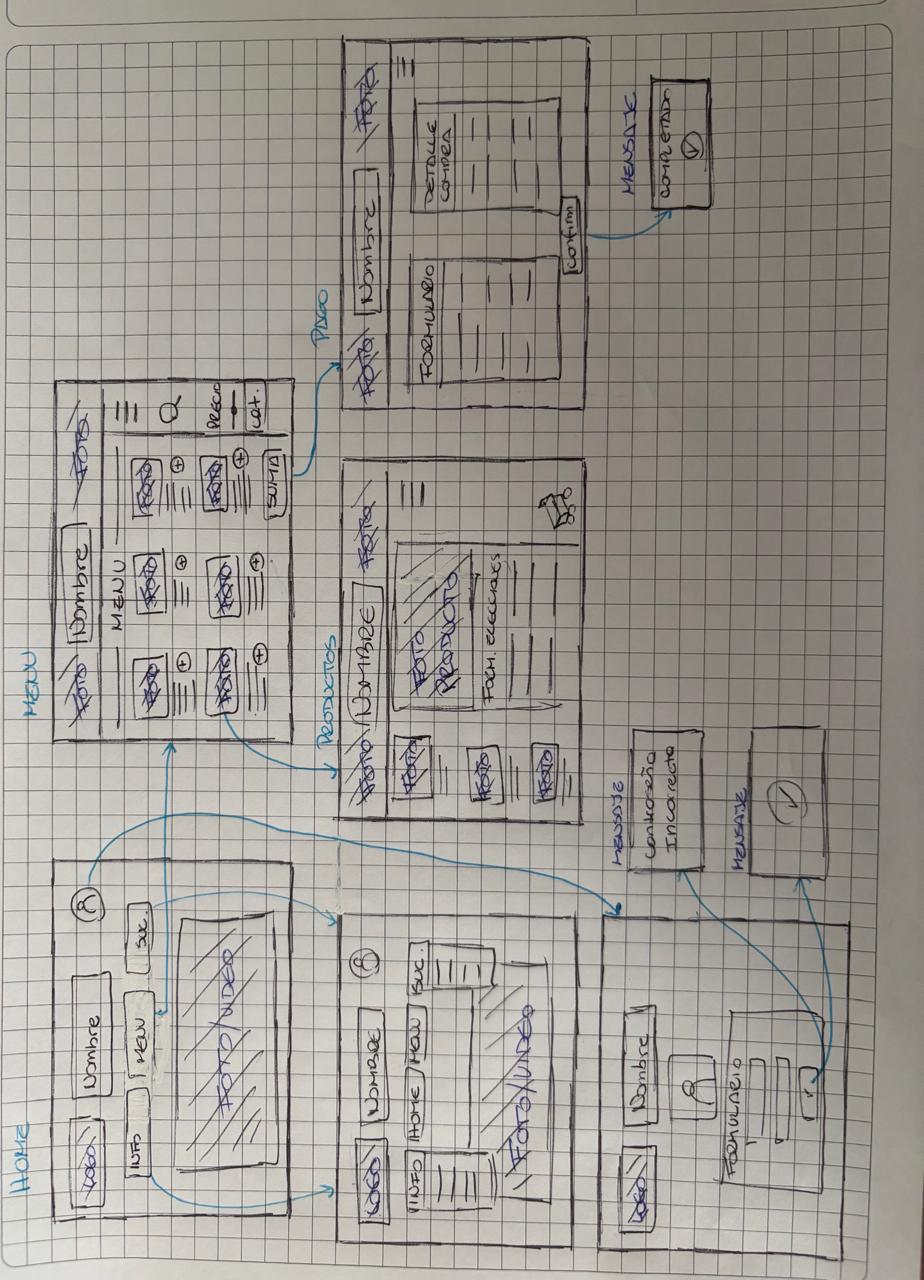 HOME
LOGO
Nombre
INFO
MENU
SUC.
FOTO/VIDEO
LOGO
NOMBRE
INFO
HOME
MENU
SUC.
FOTO/VIDEO
LOGO
Nombre
FORMULARIO
MENSAJE
Contraseña
Incorrecta
MENSAJE
MENU
FOTO
Nombre
FOTO
MENU
FOTO
FOTO
FOTO
PRECIO
FOTO
FOTO
FOTO
CAT.
SUMA
PRODUCTOS
FOTO
NOMBRE
FOTO
FOTO
FOTO
FOTO
FOTO
PRODUCTO
FORM. ELECCIONES
PAGO
FOTO
Nombre
FOTO
FORMULARIO
DETALLE
COMPRA
Confirm
MENSAJE
COMPLETADO